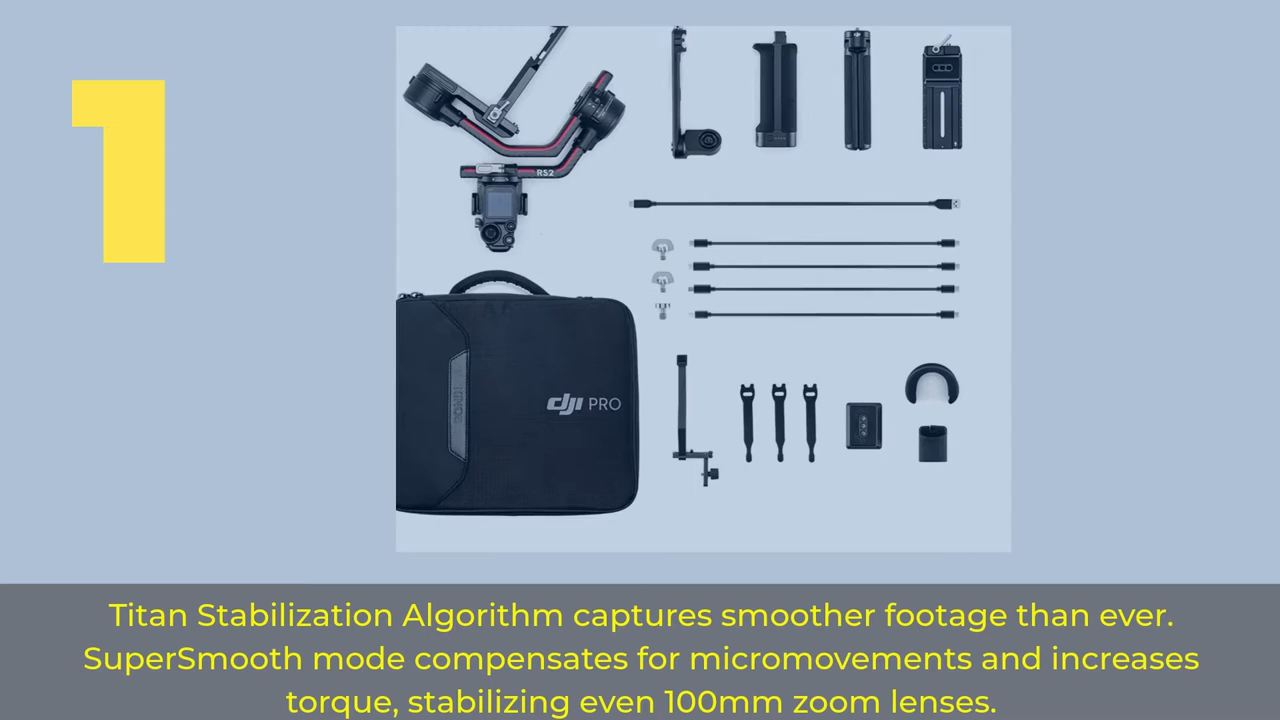 1
RS2
dji PRO
RONIN
Titan Stabilization Algorithm captures smoother footage than ever.
SuperSmooth mode compensates for micromovements and increases
torque, stabilizing even 100mm zoom lenses.